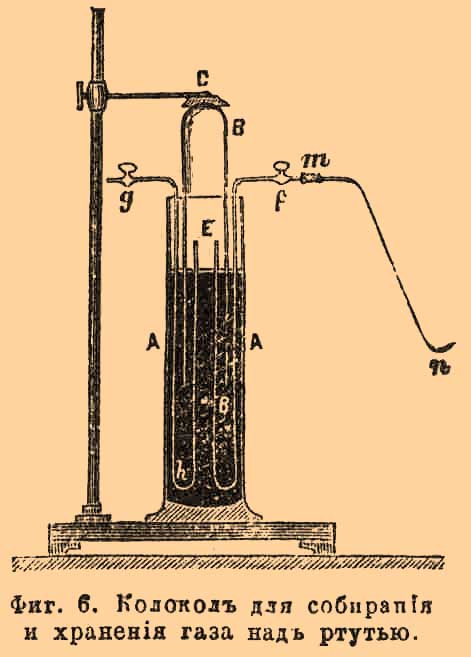 C
B
m
g
f
E
A
A
n
B
h
Фиг. 6. Колоколъ для собиранія
и храненія газа надъ ртутью.